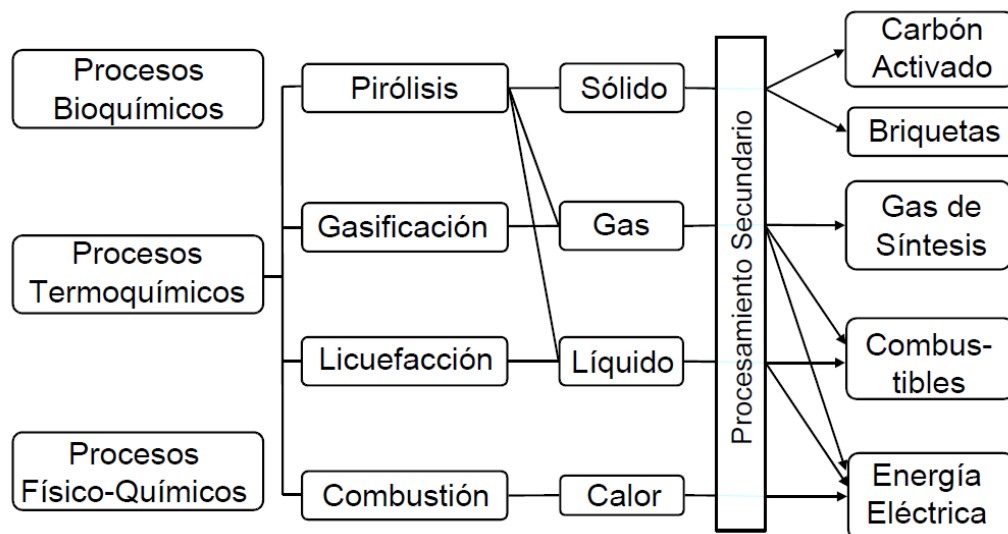 Procesos
Bioquímicos
Procesos
Termoquímicos
Procesos
Físico-Químicos
Pirólisis
Gasificación
Licuefacción
Combustión
Sólido
Gas
Líquido
Calor
Procesamiento Secundario
Carbón
Activado
Briquetas
Gas de
Síntesis
Combus-
tibles
Energía
Eléctrica